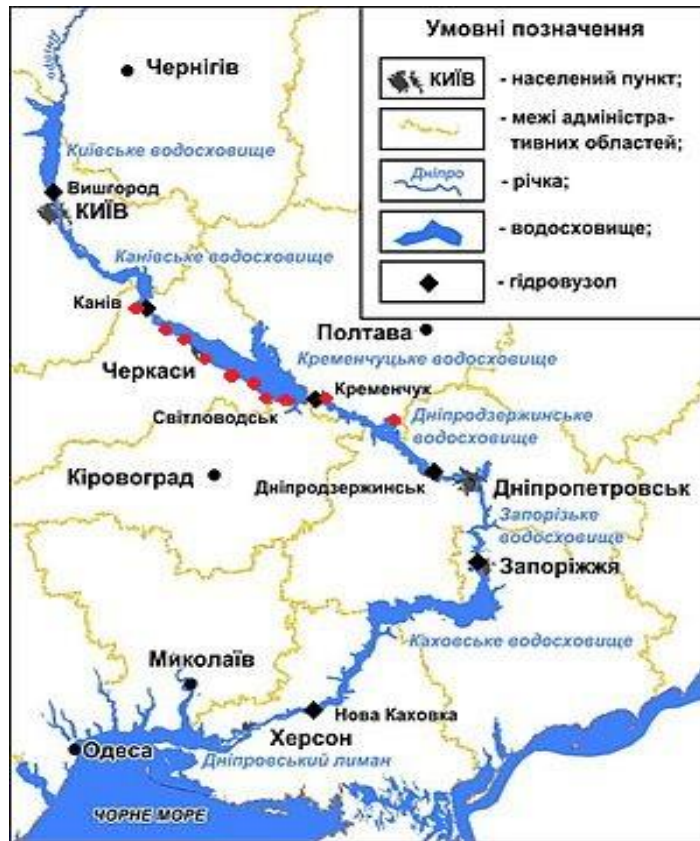 Дніпро
Чернігів
Київське водосховище
Вишгород
КИЇВ
Канівське водосховище
Канів
Полтава
Кременчуцьке водосховище
Черкаси
Кременчук
Світловодськ
Дніпродзержинське
водосховище
Кіровоград
Дніпродзержинськ
Дніпропетровськ
Запорізьке
водосховище
Запоріжжя
Каховське водосховище
Миколаїв
Нова Каховка
Херсон
Одеса
Дніпровський лиман
ЧОРНЕ МОРЕ
Умовні позначення
КИЇВ - населений пункт;
- межі адміністра-
тивних областей;
Дніпро - річка;
- водосховище;
- гідровузол